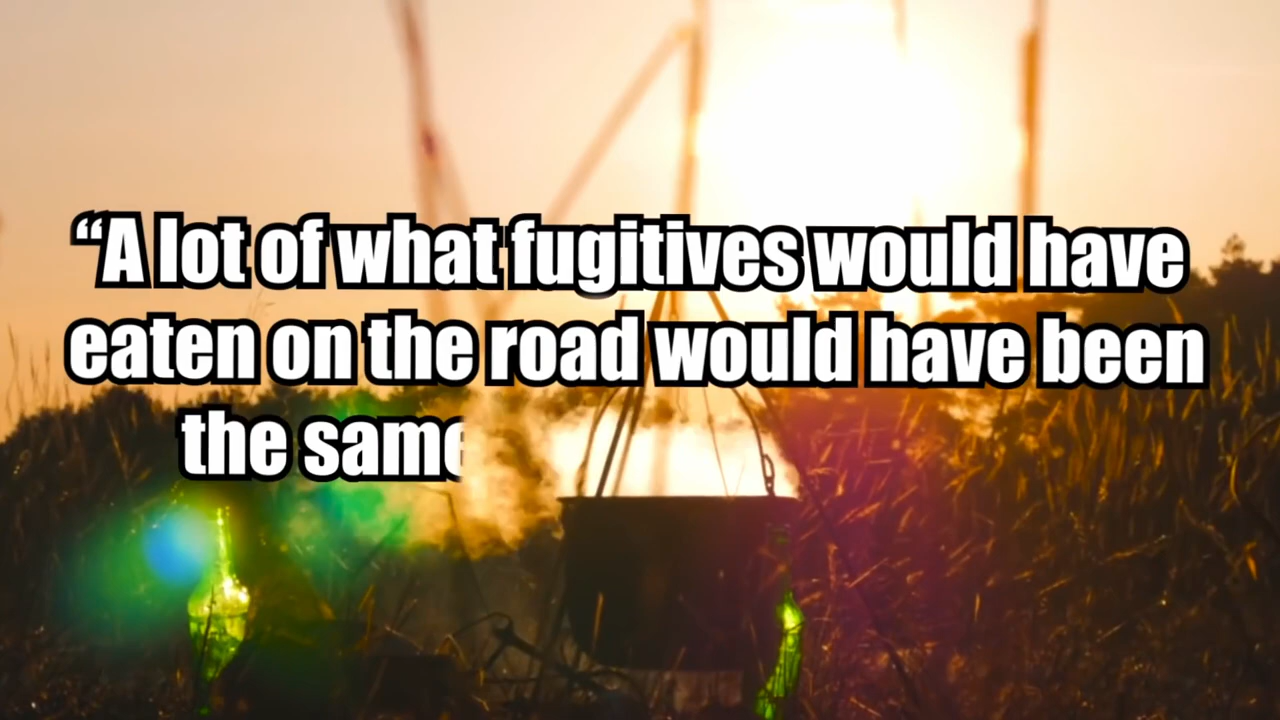 “A lot of what fugitives would have
eaten on the road would have been
the same